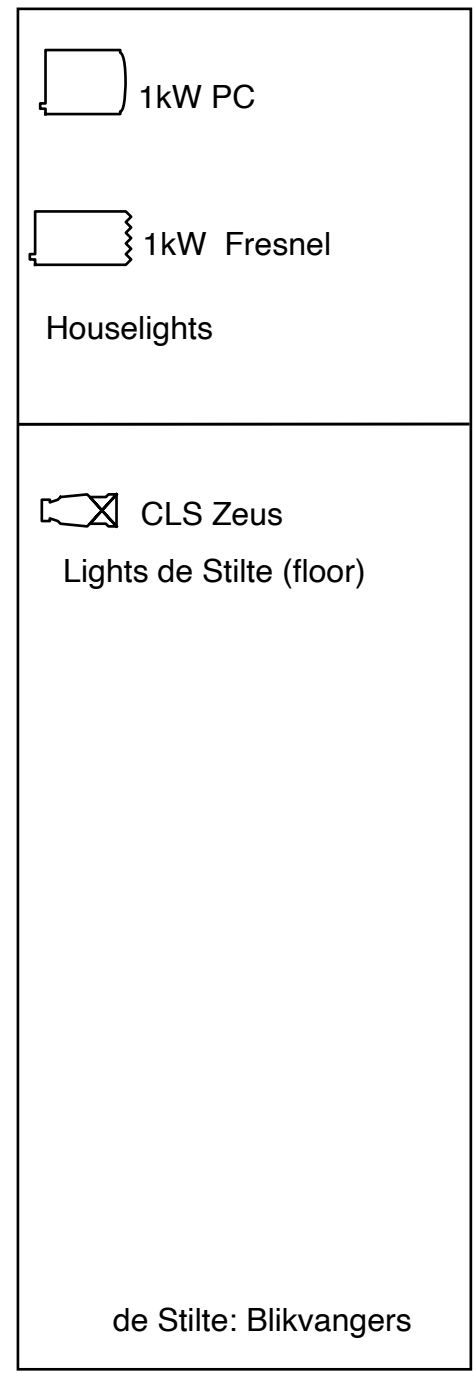 1kW PC
1kW  Fresnel
Houselights
CLS Zeus
Lights de Stilte (floor)
de Stilte: Blikvangers